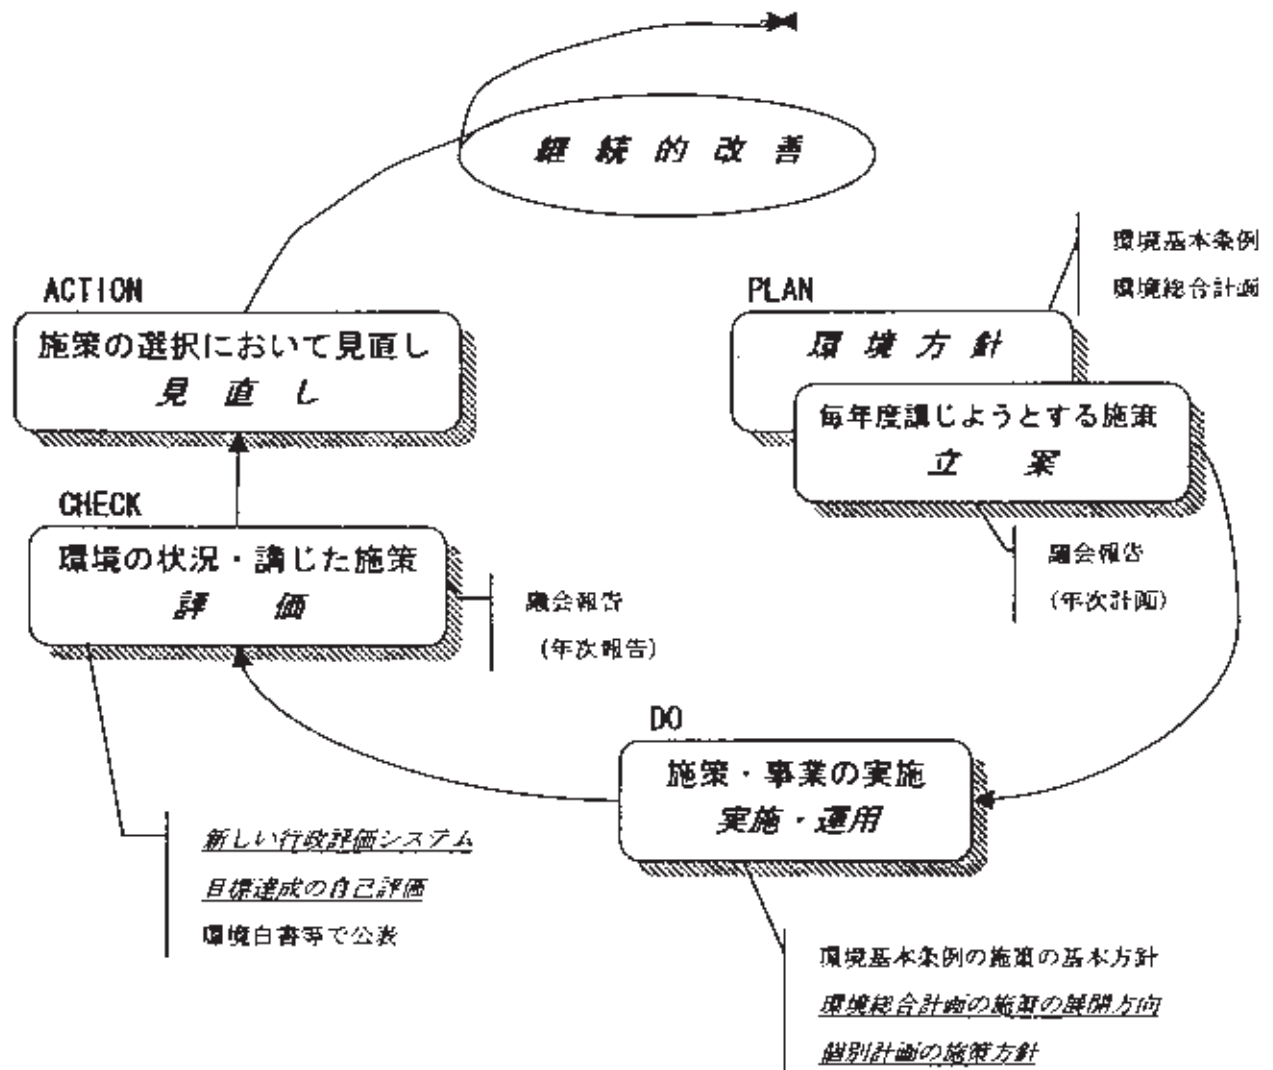 継続的改善
環境基本条例
環境総合計画
ACTION
施策の選択において見直し
見直し
PLAN
環境方針
毎年度講じようとする施策
立案
議会報告
(年次計画)
CHECK
環境の状況・講じた施策
評価
議会報告
(年次報告)
DO
施策・事業の実施
実施・運用
新しい行政評価システム
目標達成の自己評価
環境白書等で公表
環境基本条例の施策の基本方針
環境総合計画の施策の展開方向
個別計画の施策方針